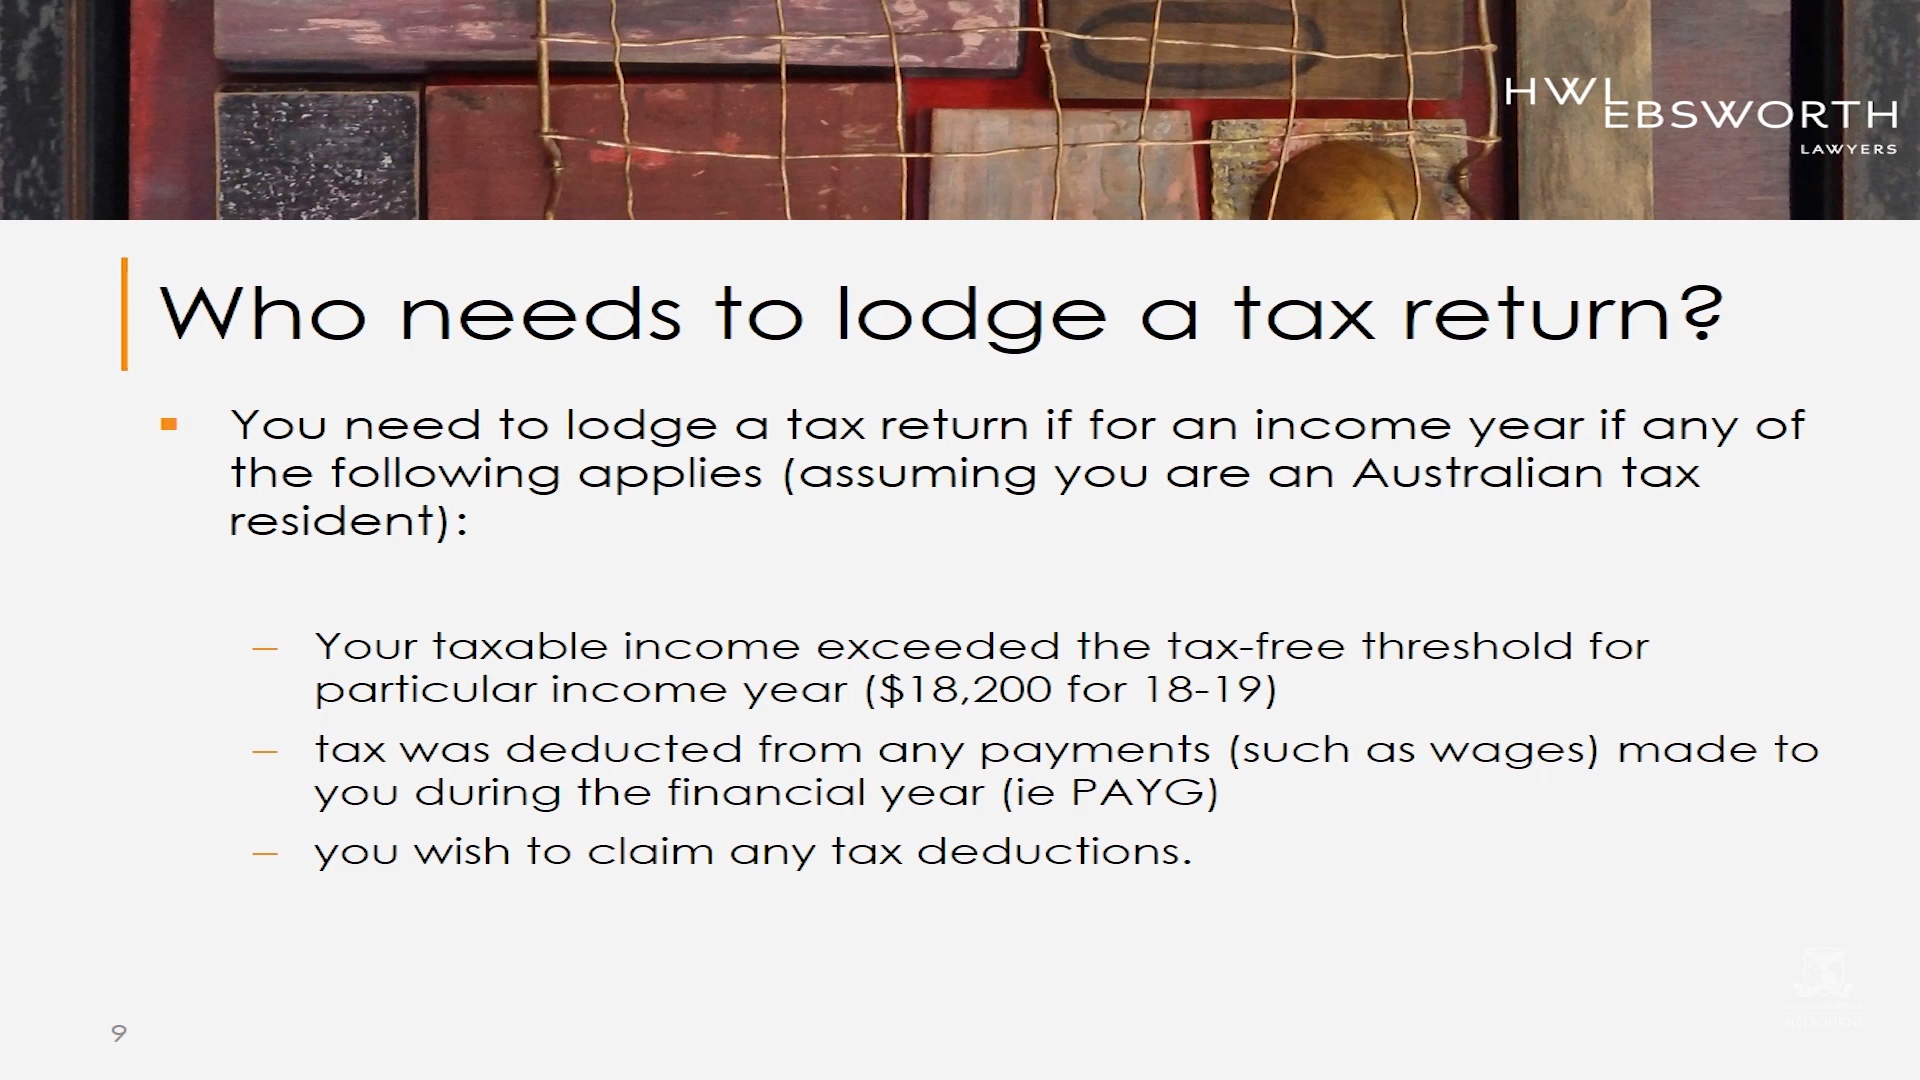 HWL
EBSWORTH
LAWYERS
Who needs to lodge a tax return?
You need to lodge a tax return if for an income year if any of
the following applies (assuming you are an Australian tax
resident):
– Your taxable income exceeded the tax-free threshold for
particular income year ($18,200 for 18-19)
– tax was deducted from any payments (such as wages) made to
you during the financial year (ie PAYG)
– you wish to claim any tax deductions.
MELBOURNE
9